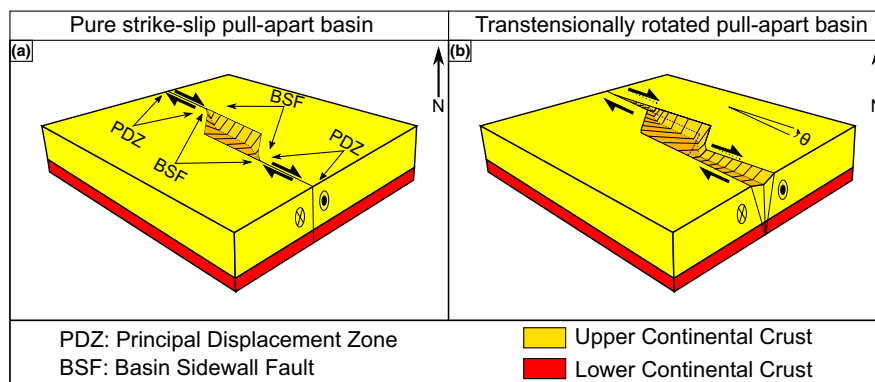 Pure strike-slip pull-apart basin
Transtensionally rotated pull-apart basin
(a)
(b)
N
N
BSF
PDZ
PDZ
BSF
θ
PDZ: Principal Displacement Zone
BSF: Basin Sidewall Fault
Upper Continental Crust
Lower Continental Crust